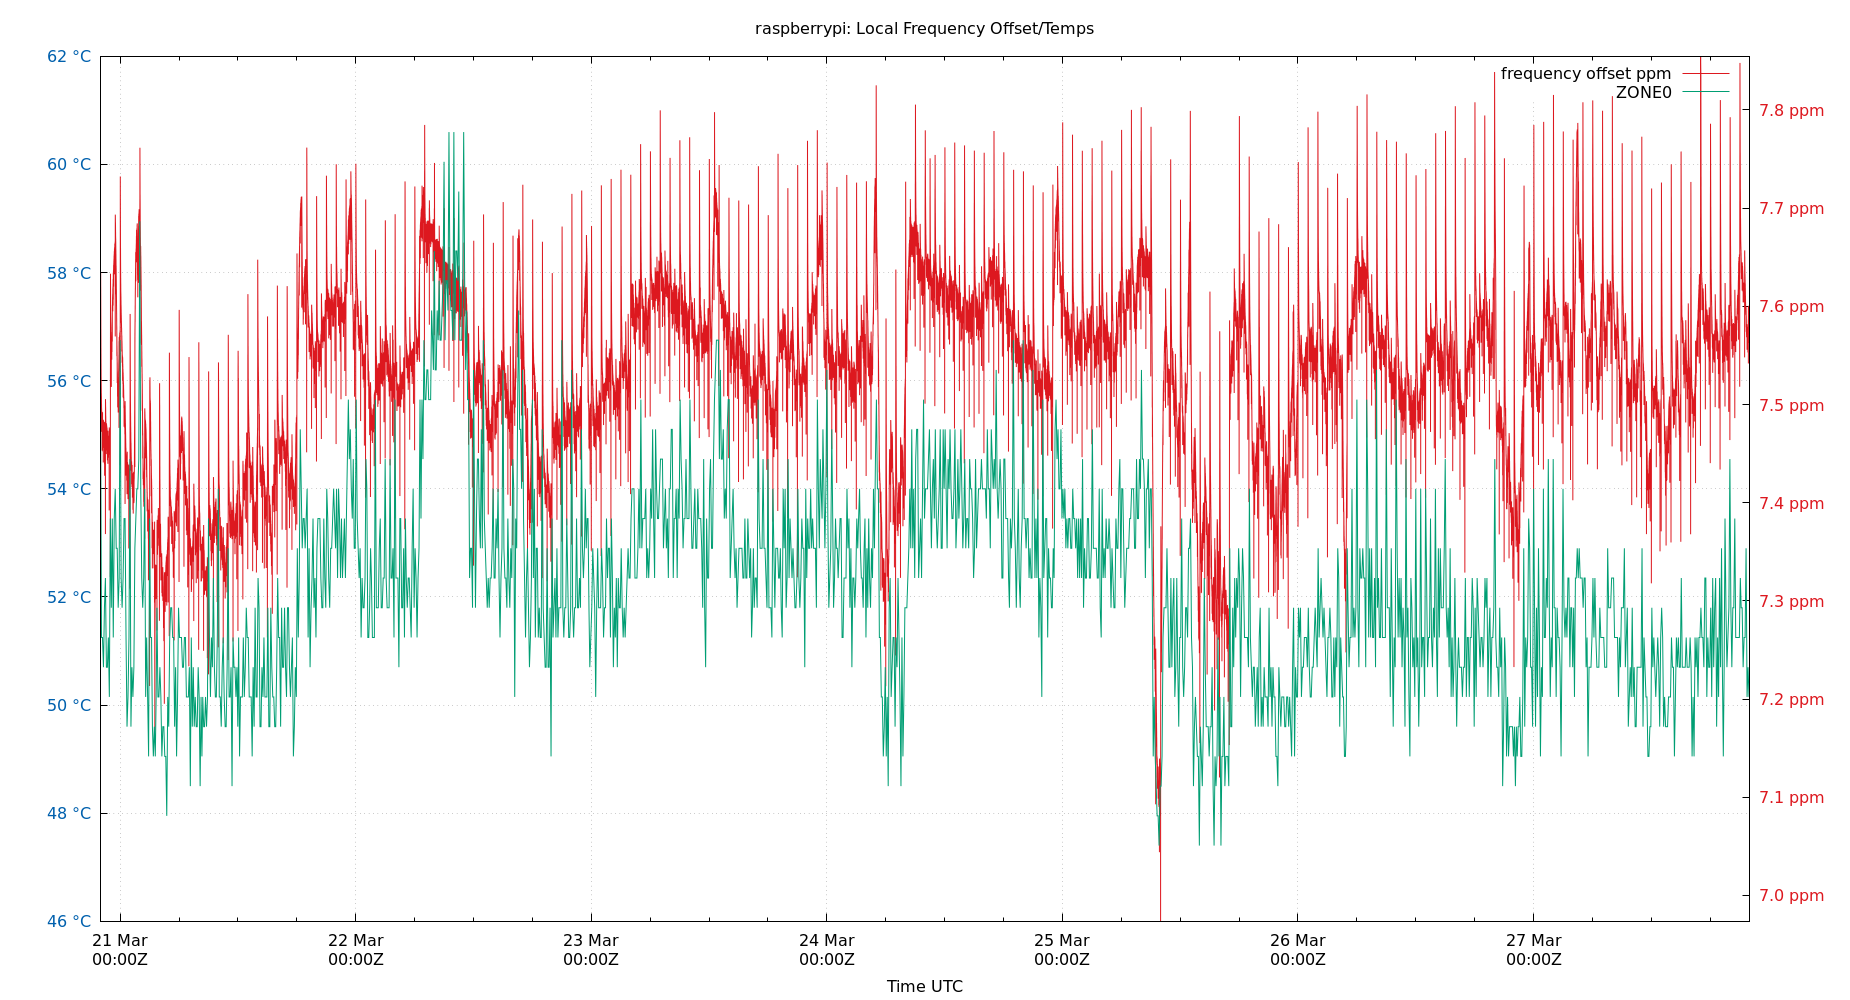 raspberrypi: Local Frequency Offset/Temps
62 °C
60 °C
58 °C
56 °C
54 °C
52 °C
50 °C
48 °C
46 °C
frequency offset ppm
ZONE0
7.8 ppm
7.7 ppm
7.6 ppm
7.5 ppm
7.4 ppm
7.3 ppm
7.2 ppm
7.1 ppm
7.0 ppm
21 Mar
00:00Z
22 Mar
00:00Z
23 Mar
00:00Z
24 Mar
00:00Z
25 Mar
00:00Z
26 Mar
00:00Z
27 Mar
00:00Z
Time UTC